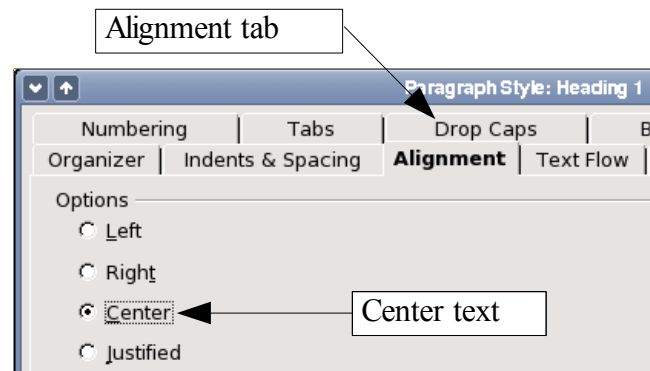 Alignment tab
Paragraph Style: Heading 1
Numbering Tabs Drop Caps B
Organizer Indents & Spacing Alignment Text Flow
Options
Left
Right
Center Center text
Justified